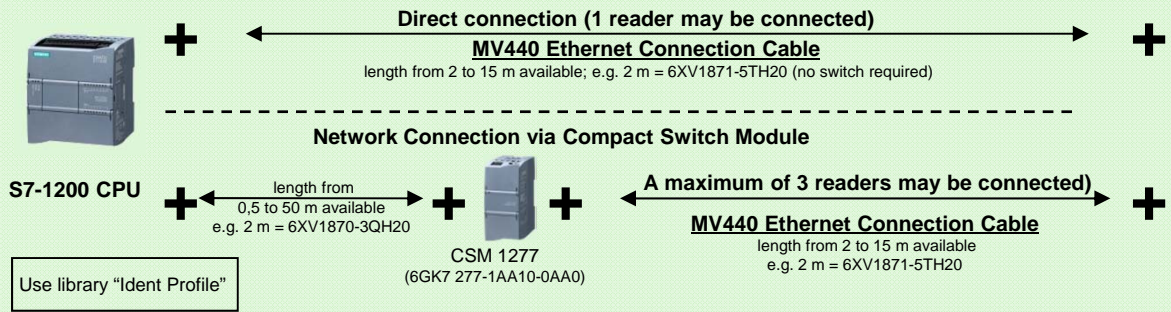 Direct connection (1 reader may be connected)
MV440 Ethernet Connection Cable
length from 2 to 15 m available; e.g. 2 m = 6XV1871-5TH20 (no switch required)
Network Connection via Compact Switch Module
S7-1200 CPU
length from
0,5 to 50 m available
e.g. 2 m = 6XV1870-3QH20
CSM 1277
(6GK7 277-1AA10-0AA0)
A maximum of 3 readers may be connected)
MV440 Ethernet Connection Cable
length from 2 to 15 m available
e.g. 2 m = 6XV1871-5TH20
Use library “Ident Profile”